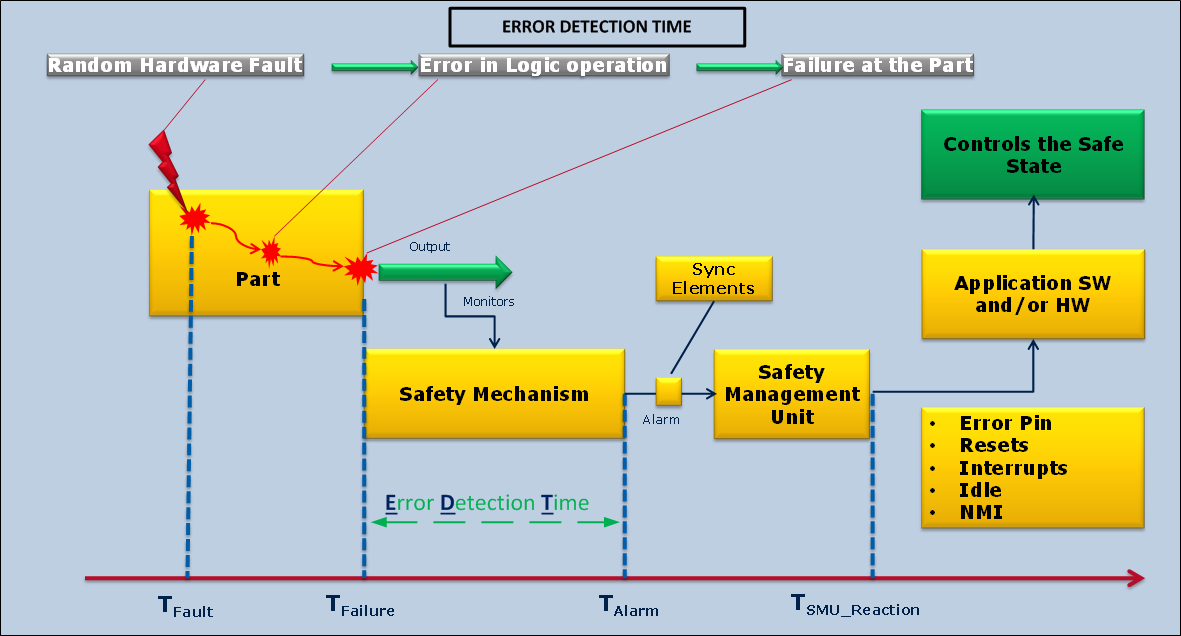 ERROR DETECTION TIME
Random Hardware Fault
Error in Logic operation
Failure at the Part
Controls the Safe
State
Output
Part
Monitors
Sync
Elements
Application SW
and/or HW
Safety Mechanism
Alarm
Safety
Management
Unit
• Error Pin
• Resets
• Interrupts
• Idle
• NMI
Error Detection Time
TFault
TFailure
TAlarm
TSMU_Reaction